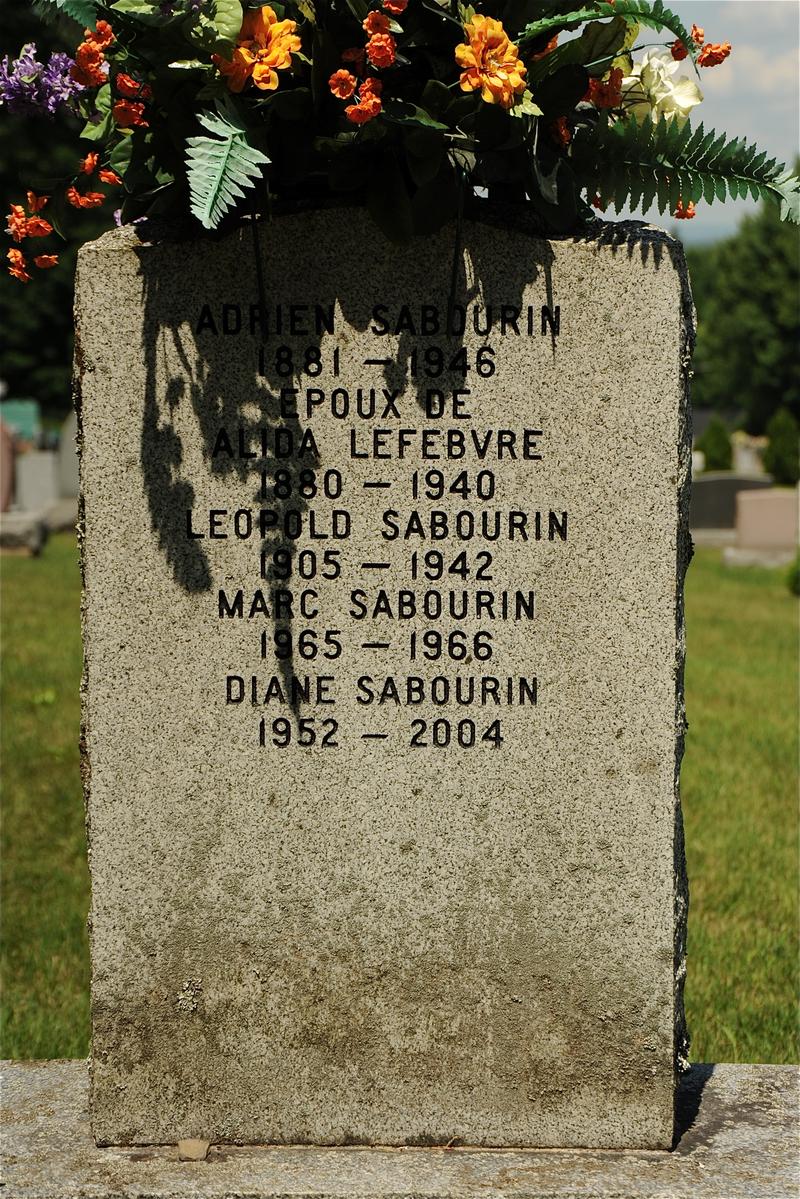 ADRIEN SABOURIN
1881 — 1946
EPOUX DE
ALIDA LEFEBVRE
1880 — 1940
LEOPOLD SABOURIN
1905 — 1942
MARC SABOURIN
1965 — 1966
DIANE SABOURIN
1952 — 2004